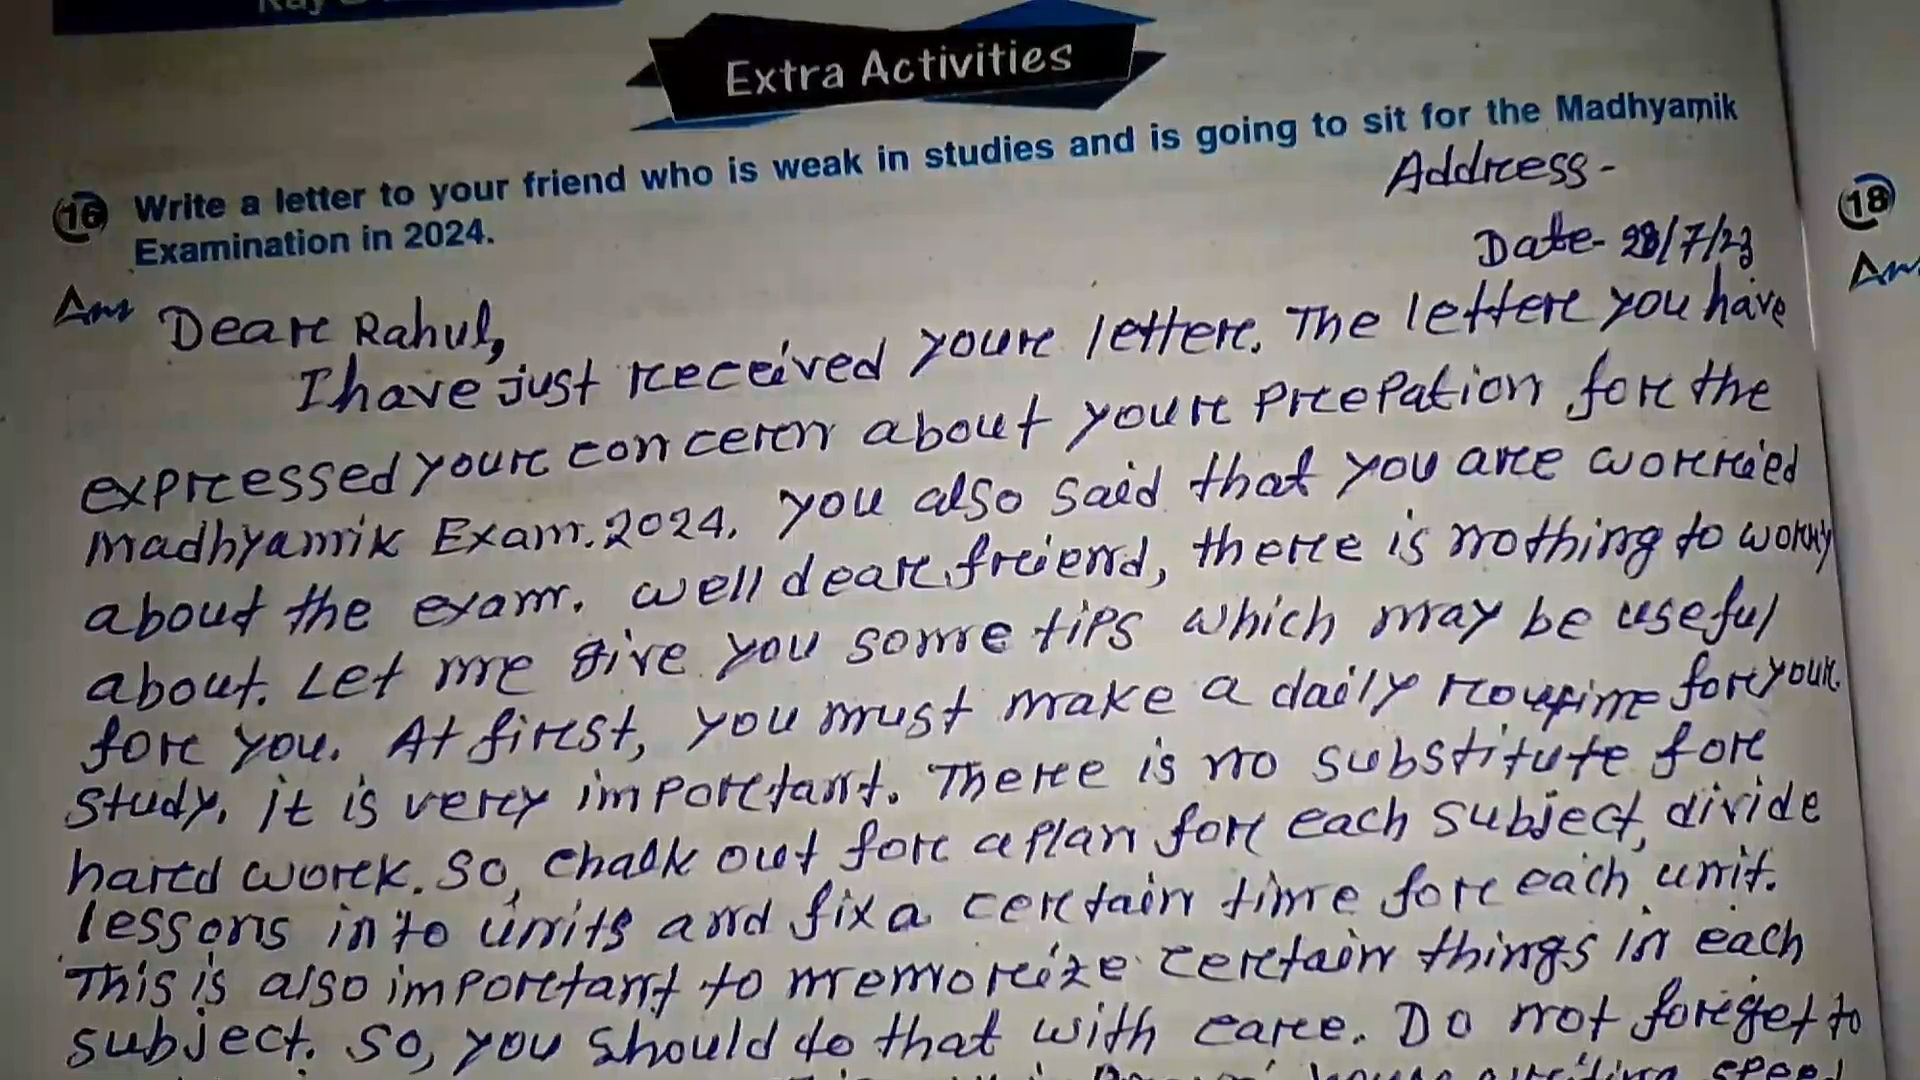 Extra Activities
16 Write a letter to your friend who is weak in studies and is going to sit for the Madhyamik
Examination in 2024.
Address-
Date- 28/7/23
18
Ans Dear Rahul,
I have just received your letter. The letter you have
expressed your concern about your prepation for the
Madhyamik Exam. 2024. you also said that you are worried
about the exam. well dear friend, there is nothing to worry
about. Let me give you some tips which may be useful
for you. At first, you must make a daily routine for your
study. it is very important. There is no substitute for
hard work. So, chalk out for a plan for each subject, divide
lessons into units and fix a certain time for each unit.
This is also important to memorize certain things in each
subject. So, you should do that with care. Do not forget to
speed